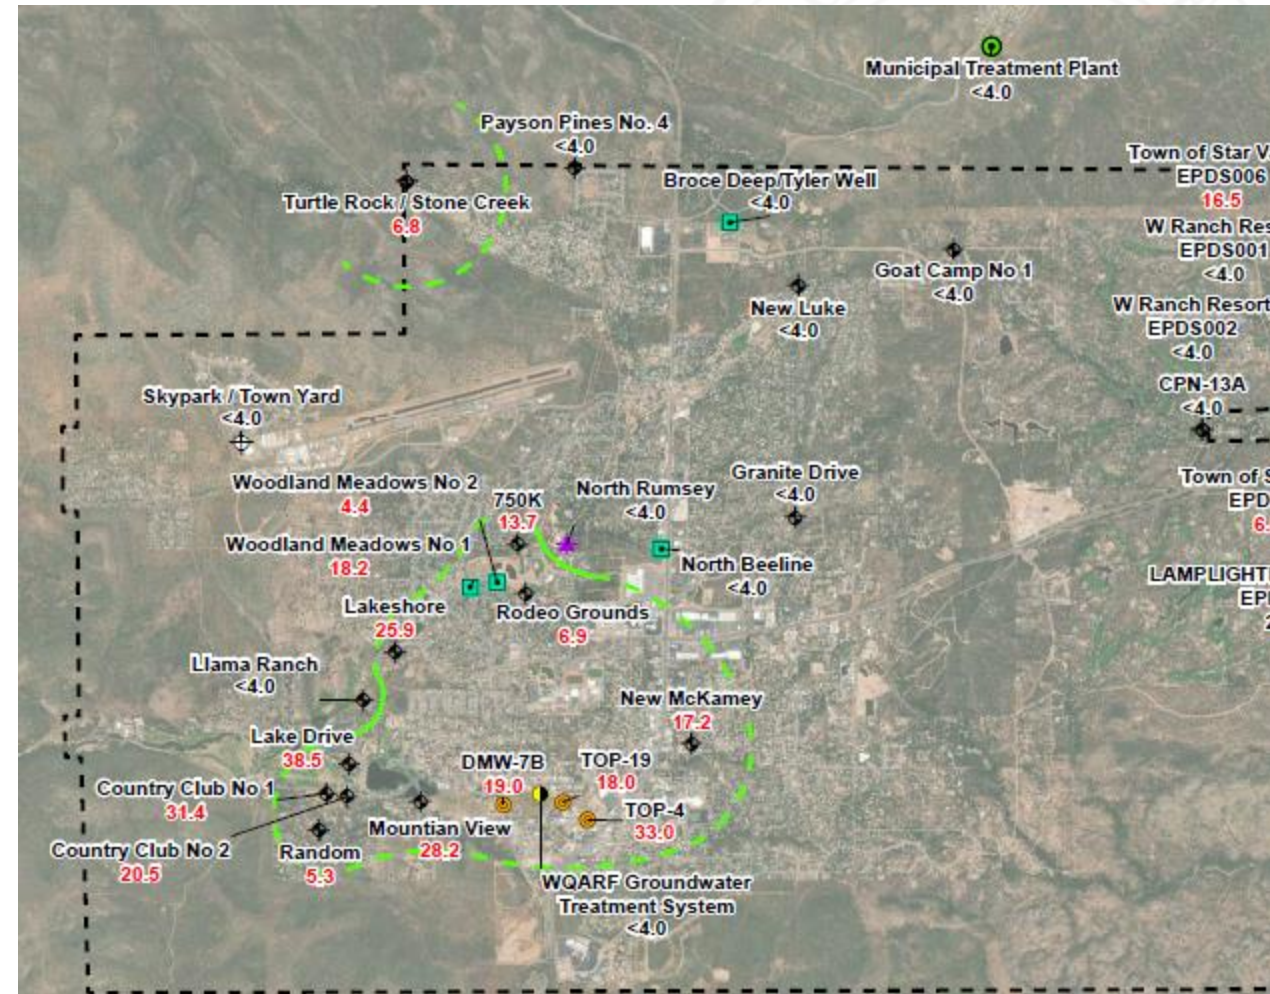 Municipal Treatment Plant
<4.0
Payson Pines No. 4
<4.0
Town of Star V
EPDS006
16.5
Broce Deep/Tyler Well
<4.0
Turtle Rock / Stone Creek
6.8
W Ranch Res
EPDS001
<4.0
Goat Camp No 1
<4.0
New Luke
<4.0
W Ranch Resort
EPDS002
<4.0
CPN-13A
<4.0
Skypark / Town Yard
<4.0
Woodland Meadows No 2
4.4
750K
13.7
North Rumsey
<4.0
Granite Drive
<4.0
Town of S
EPD
6.
Woodland Meadows No 1
18.2
North Beeline
<4.0
LAMPLIGHT
EP
2
Lakeshore
25.9
Rodeo Grounds
6.9
Llama Ranch
<4.0
New McKamey
17.2
Lake Drive
38.5
DMW-7B
19.0
TOP-19
18.0
Country Club No 1
31.4
TOP-4
33.0
Mountian View
28.2
Country Club No 2
20.5
Random
5.3
WQARF Groundwater
Treatment System
<4.0